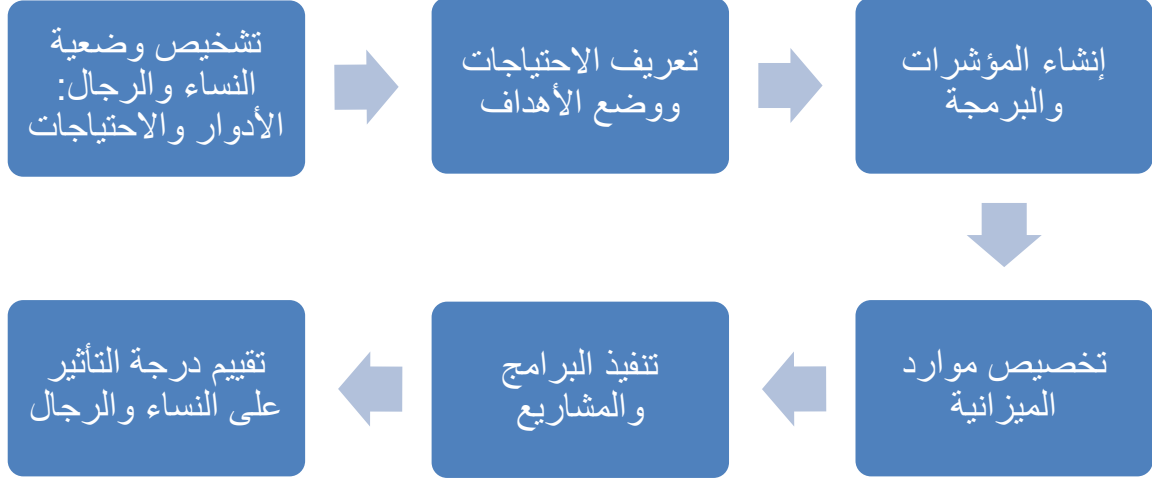 تشخيص وضعية
النساء والرجال:
الأدوار والاحتياجات
تعريف الاحتياجات
ووضع الأهداف
إنشاء المؤشرات
والبرمجة
تخصيص موارد
الميزانية
تنفيذ البرامج
والمشاريع
تقييم درجة التأثير
على النساء والرجال